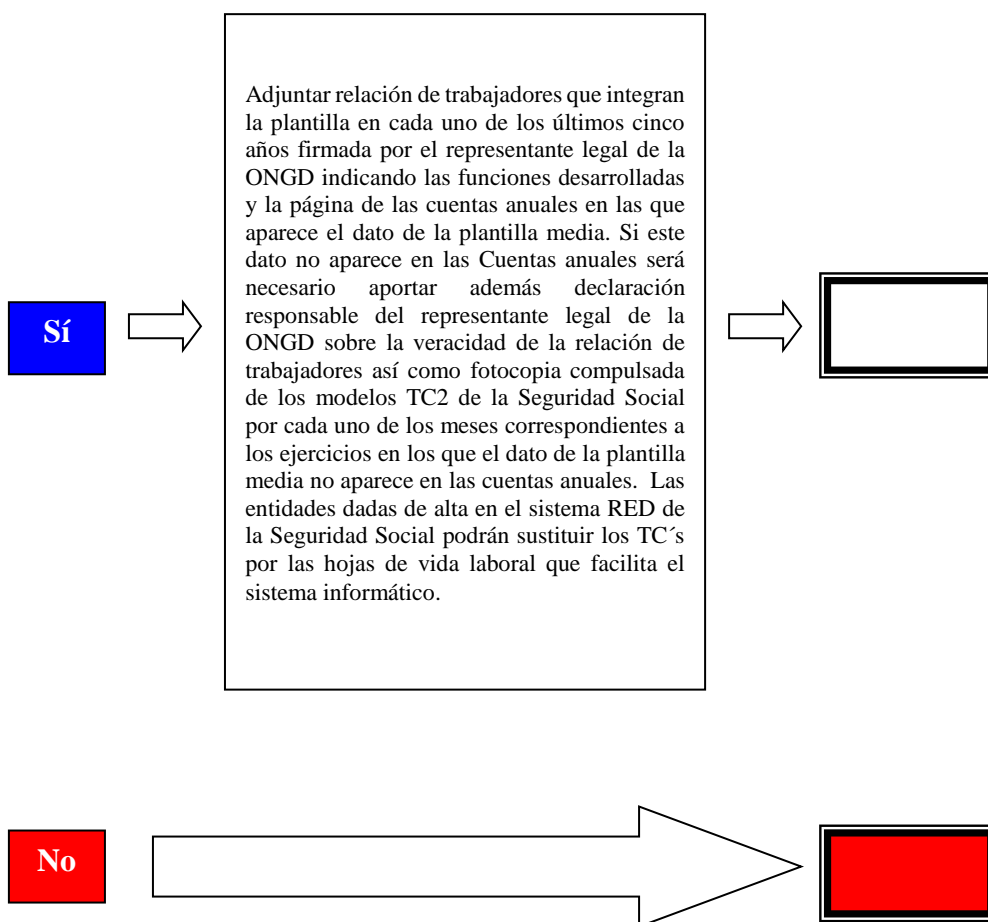 Adjuntar relación de trabajadores que integran
la plantilla en cada uno de los últimos cinco
años firmada por el representante legal de la
ONGD indicando las funciones desarrolladas
y la página de las cuentas anuales en las que
aparece el dato de la plantilla media. Si este
dato no aparece en las Cuentas anuales será
necesario aportar además declaración
responsable del representante legal de la
ONGD sobre la veracidad de la relación de
trabajadores así como fotocopia compulsada
de los modelos TC2 de la Seguridad Social
por cada uno de los meses correspondientes a
los ejercicios en los que el dato de la plantilla
media no aparece en las cuentas anuales. Las
entidades dadas de alta en el sistema RED de
la Seguridad Social podrán sustituir los TC´s
por las hojas de vida laboral que facilita el
sistema informático.
Sí
No